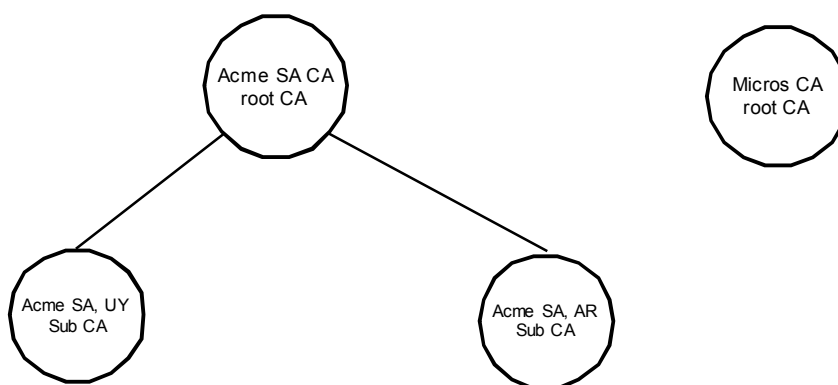 Acme SA CA
root CA
Micros CA
root CA
Acme SA, UY
Sub CA
Acme SA, AR
Sub CA